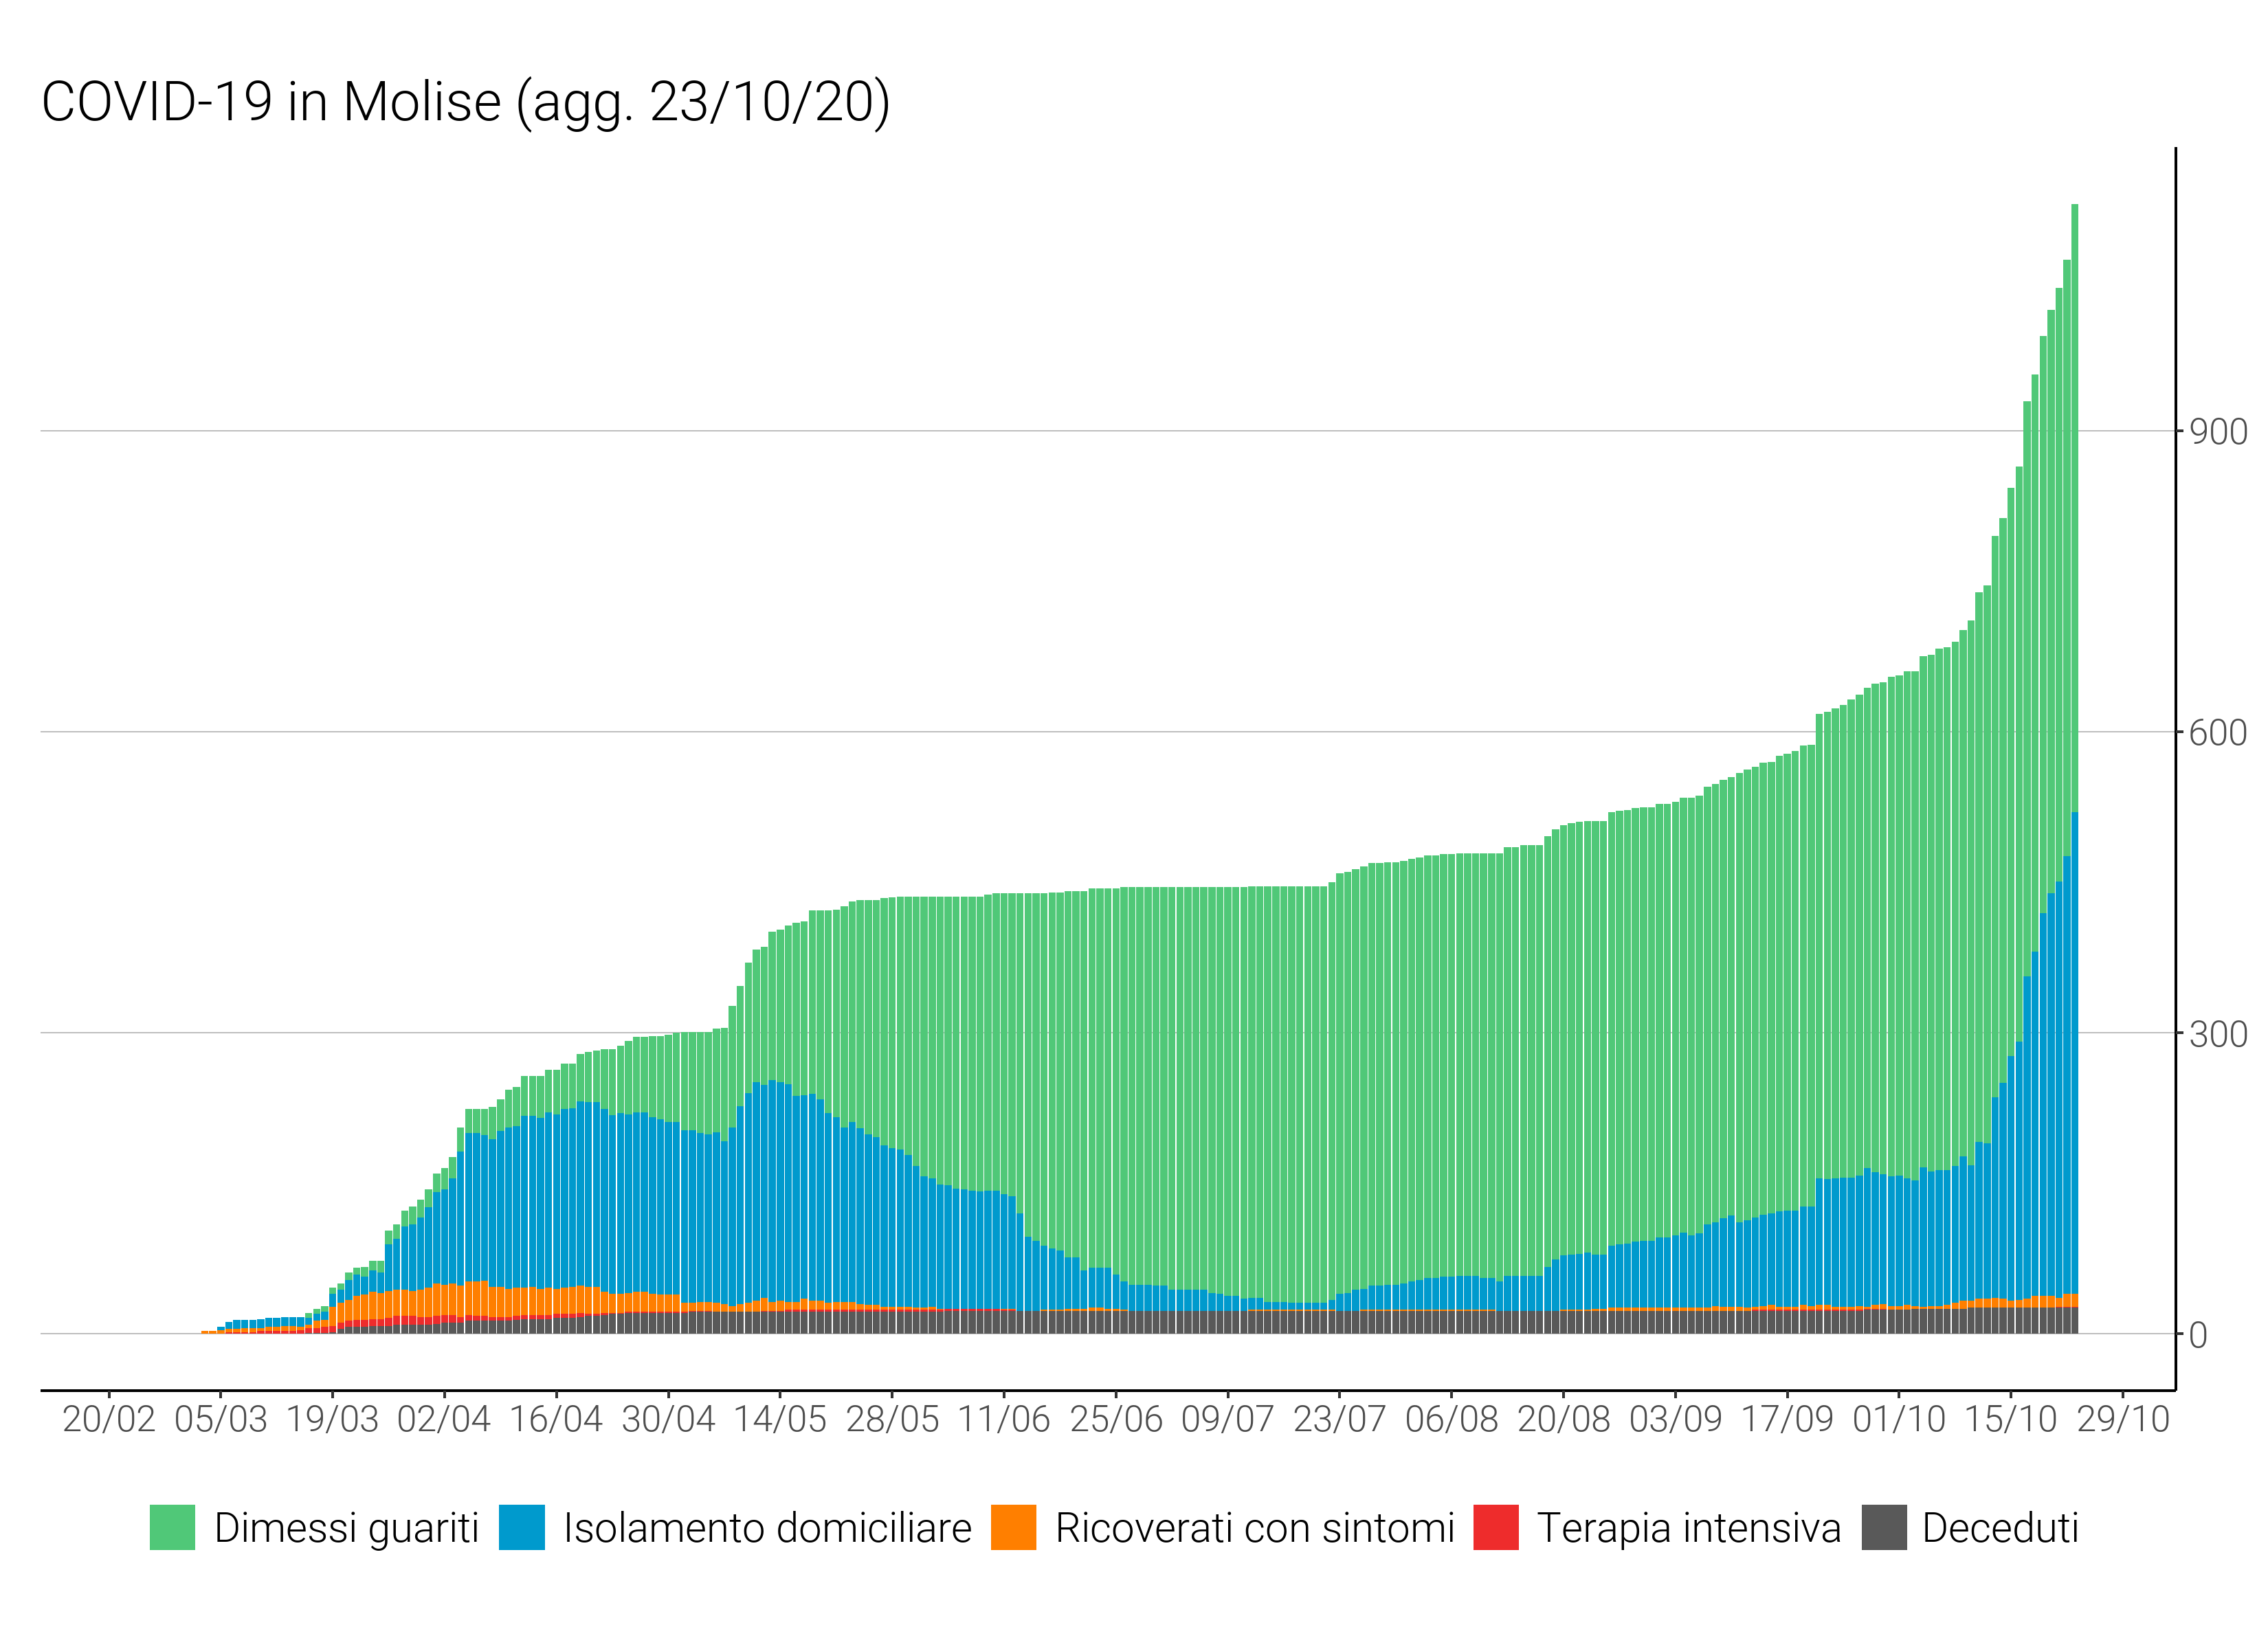 COVID-19 in Molise (agg. 23/10/20)
900
600
300
0
20/02 05/03 19/03 02/04 16/04 30/04 14/05 28/05 11/06 25/06 09/07 23/07 06/08 20/08 03/09 17/09 01/10 15/10 29/10
Dimessi guariti Isolamento domiciliare Ricoverati con sintomi Terapia intensiva Deceduti